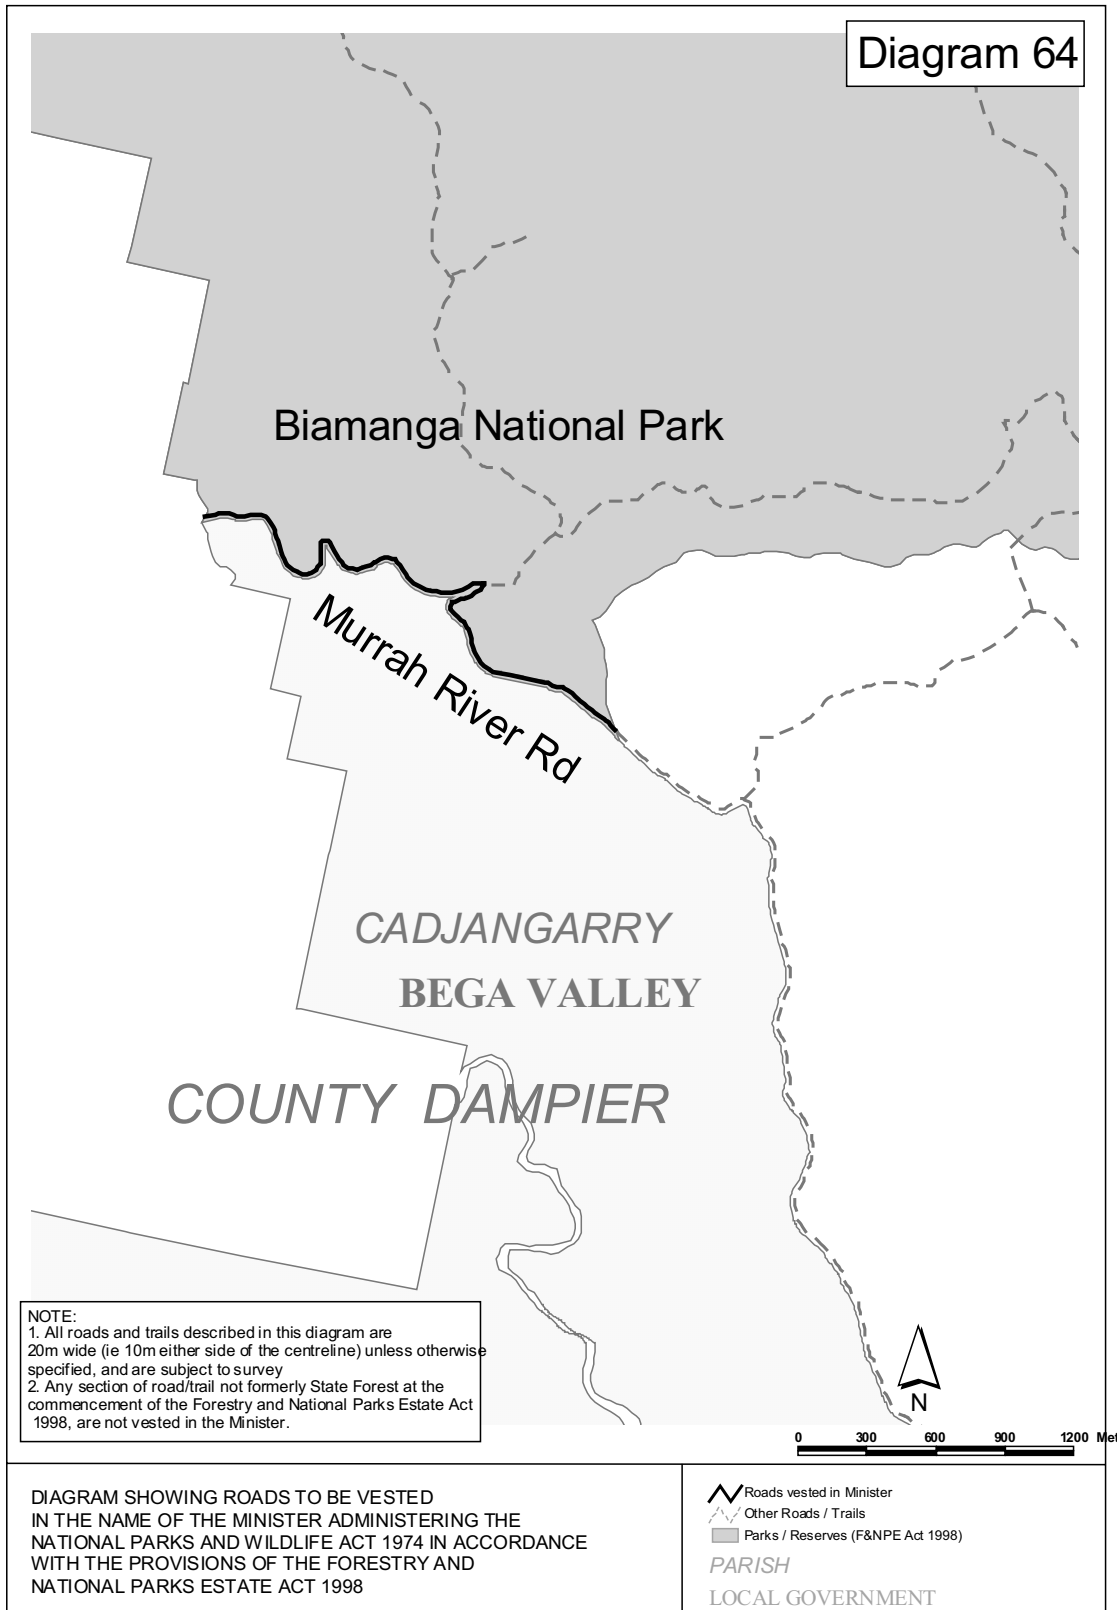 Diagram 64
Biamanga National Park
Murrah River Rd
CADJANGARRY
BEGA VALLEY
COUNTY DAMPIER
NOTE:
1. All roads and trails described in this diagram are
20m wide (ie 10m either side of the centreline) unless otherwise
specified, and are subject to survey
2. Any section of road/trail not formerly State Forest at the
commencement of the Forestry and National Parks Estate Act
1998, are not vested in the Minister.
N
0 300 600 900 1200 Met
DIAGRAM SHOWING ROADS TO BE VESTED
IN THE NAME OF THE MINISTER ADMINISTERING THE
NATIONAL PARKS AND WILDLIFE ACT 1974 IN ACCORDANCE
WITH THE PROVISIONS OF THE FORESTRY AND
NATIONAL PARKS ESTATE ACT 1998
Roads vested in Minister
Other Roads / Trails
Parks / Reserves (F&NPE Act 1998)
PARISH
LOCAL GOVERNMENT